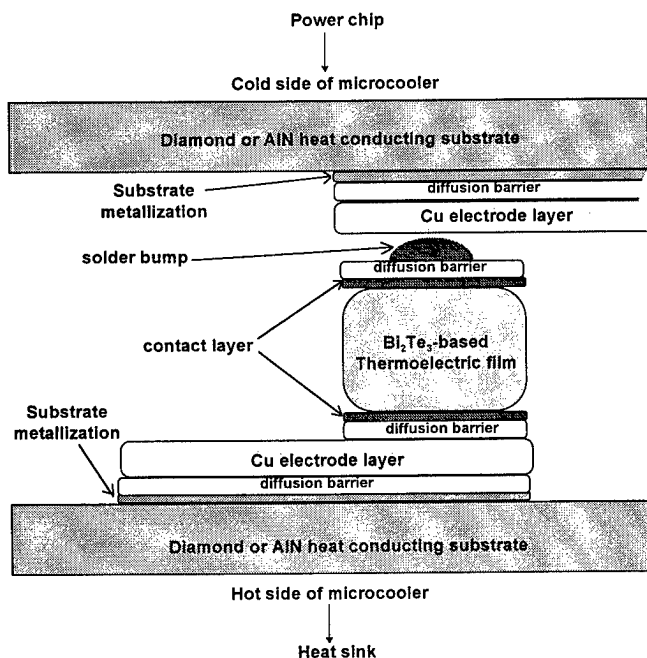 Power chip
Cold side of microcooler
Diamond or AlN heat conducting substrate
Substrate
metallization
diffusion barrier
Cu electrode layer
solder bump
diffusion barrier
contact layer
Bi₂Te₃-based
Thermoelectric film
Substrate
metallization
diffusion barrier
Cu electrode layer
diffusion barrier
Diamond or AlN heat conducting substrate
Hot side of microcooler
Heat sink